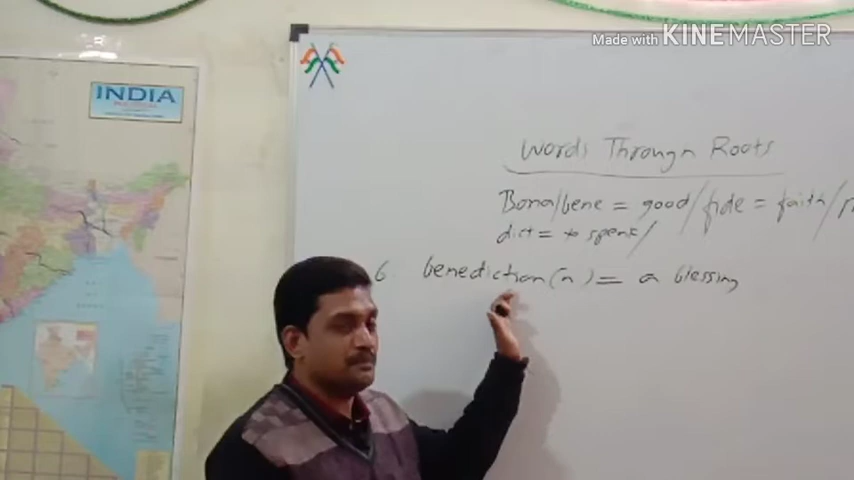 Made with KINEMASTER
INDIA
Words Through Roots
Bona/bene = good/fide = faith/
dict = to speak/
6. benediction (n) = a blessing